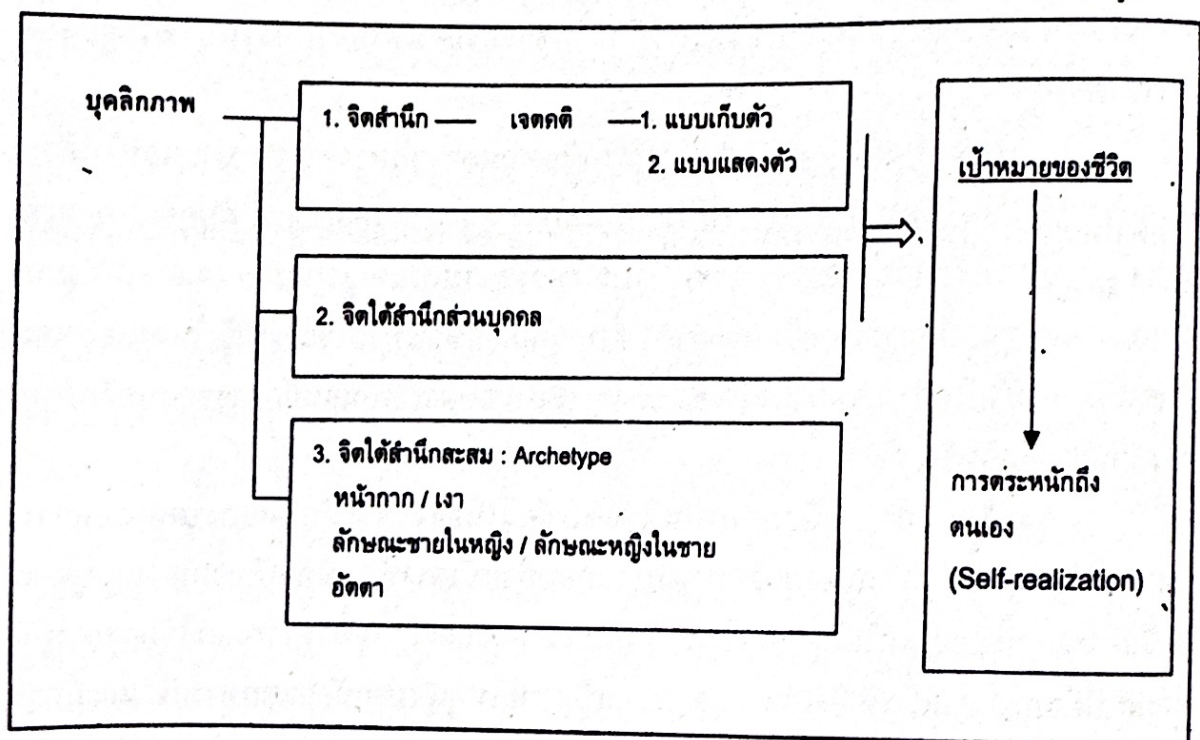 บุคลิกภาพ
1. จิตสำนึก —— เจตคติ —1. แบบเก็บตัว
2. แบบแสดงตัว
2. จิตใต้สำนึกส่วนบุคคล
3. จิตใต้สำนึกสะสม : Archetype
หน้ากาก / เงา
ลักษณะชายในหญิง / ลักษณะหญิงในชาย
อัตตา
เป้าหมายของชีวิต
การตระหนักถึง
ตนเอง
(Self-realization)